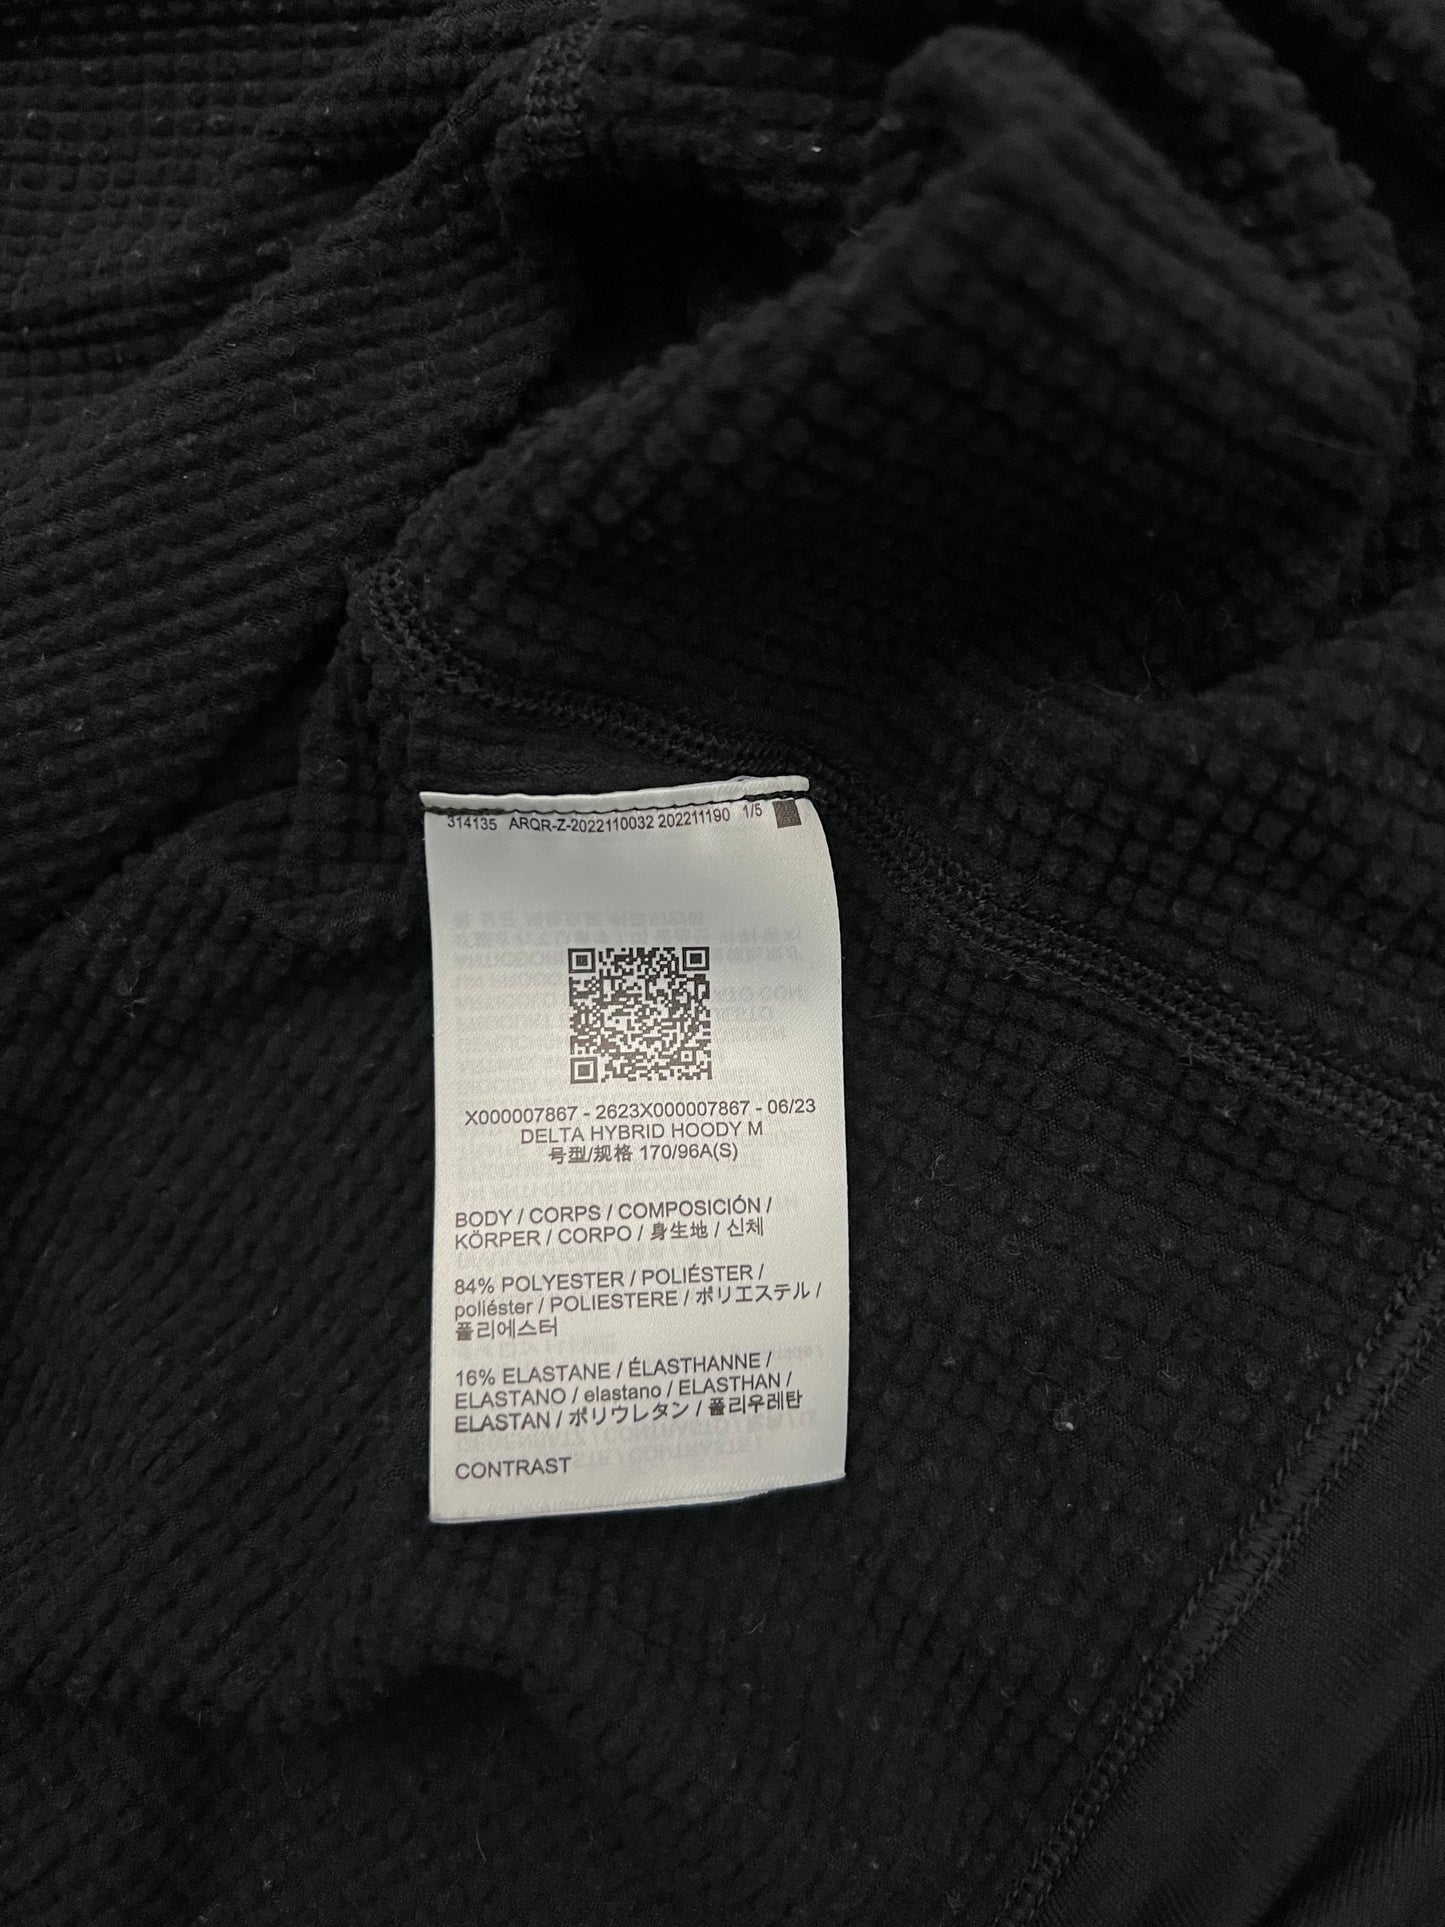 314135 ARQR-Z-2022110032 202211190 1/5
X000007867 - 2623X000007867 - 06/23
DELTA HYBRID HOODY M
号型/规格 170/96A(S)
BODY / CORPS / COMPOSICIÓN /
KÖRPER / CORPO / 身生地 / 신체
84% POLYESTER / POLIÉSTER /
poliéster / POLIESTERE / ポリエステル /
폴리에스터
16% ELASTANE / ÉLASTHANNE /
ELASTANO / elastano / ELASTHAN /
ELASTAN / ポリウレタン / 폴리우레탄
CONTRAST